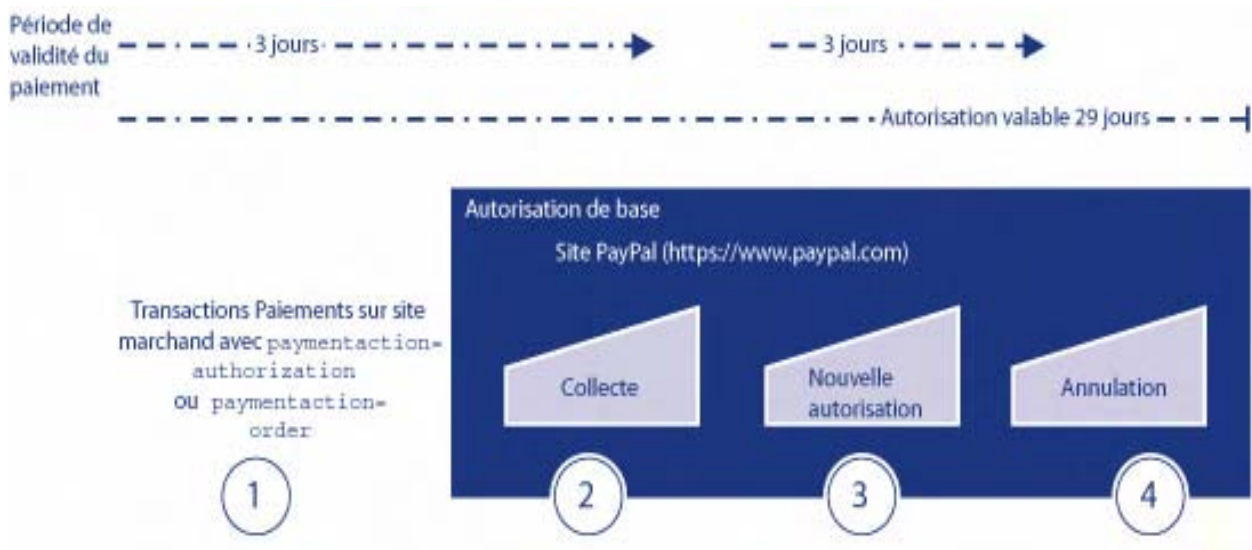 Période de
validité du
paiement
3 jours
3 jours
Autorisation valable 29 jours
Autorisation de base
Site PayPal (https://www.paypal.com)
Transactions Paiements sur site
marchand avec paymentaction=
authorization
ou paymentaction=
order
Collecte
Nouvelle
autorisation
Annulation
1
2
3
4